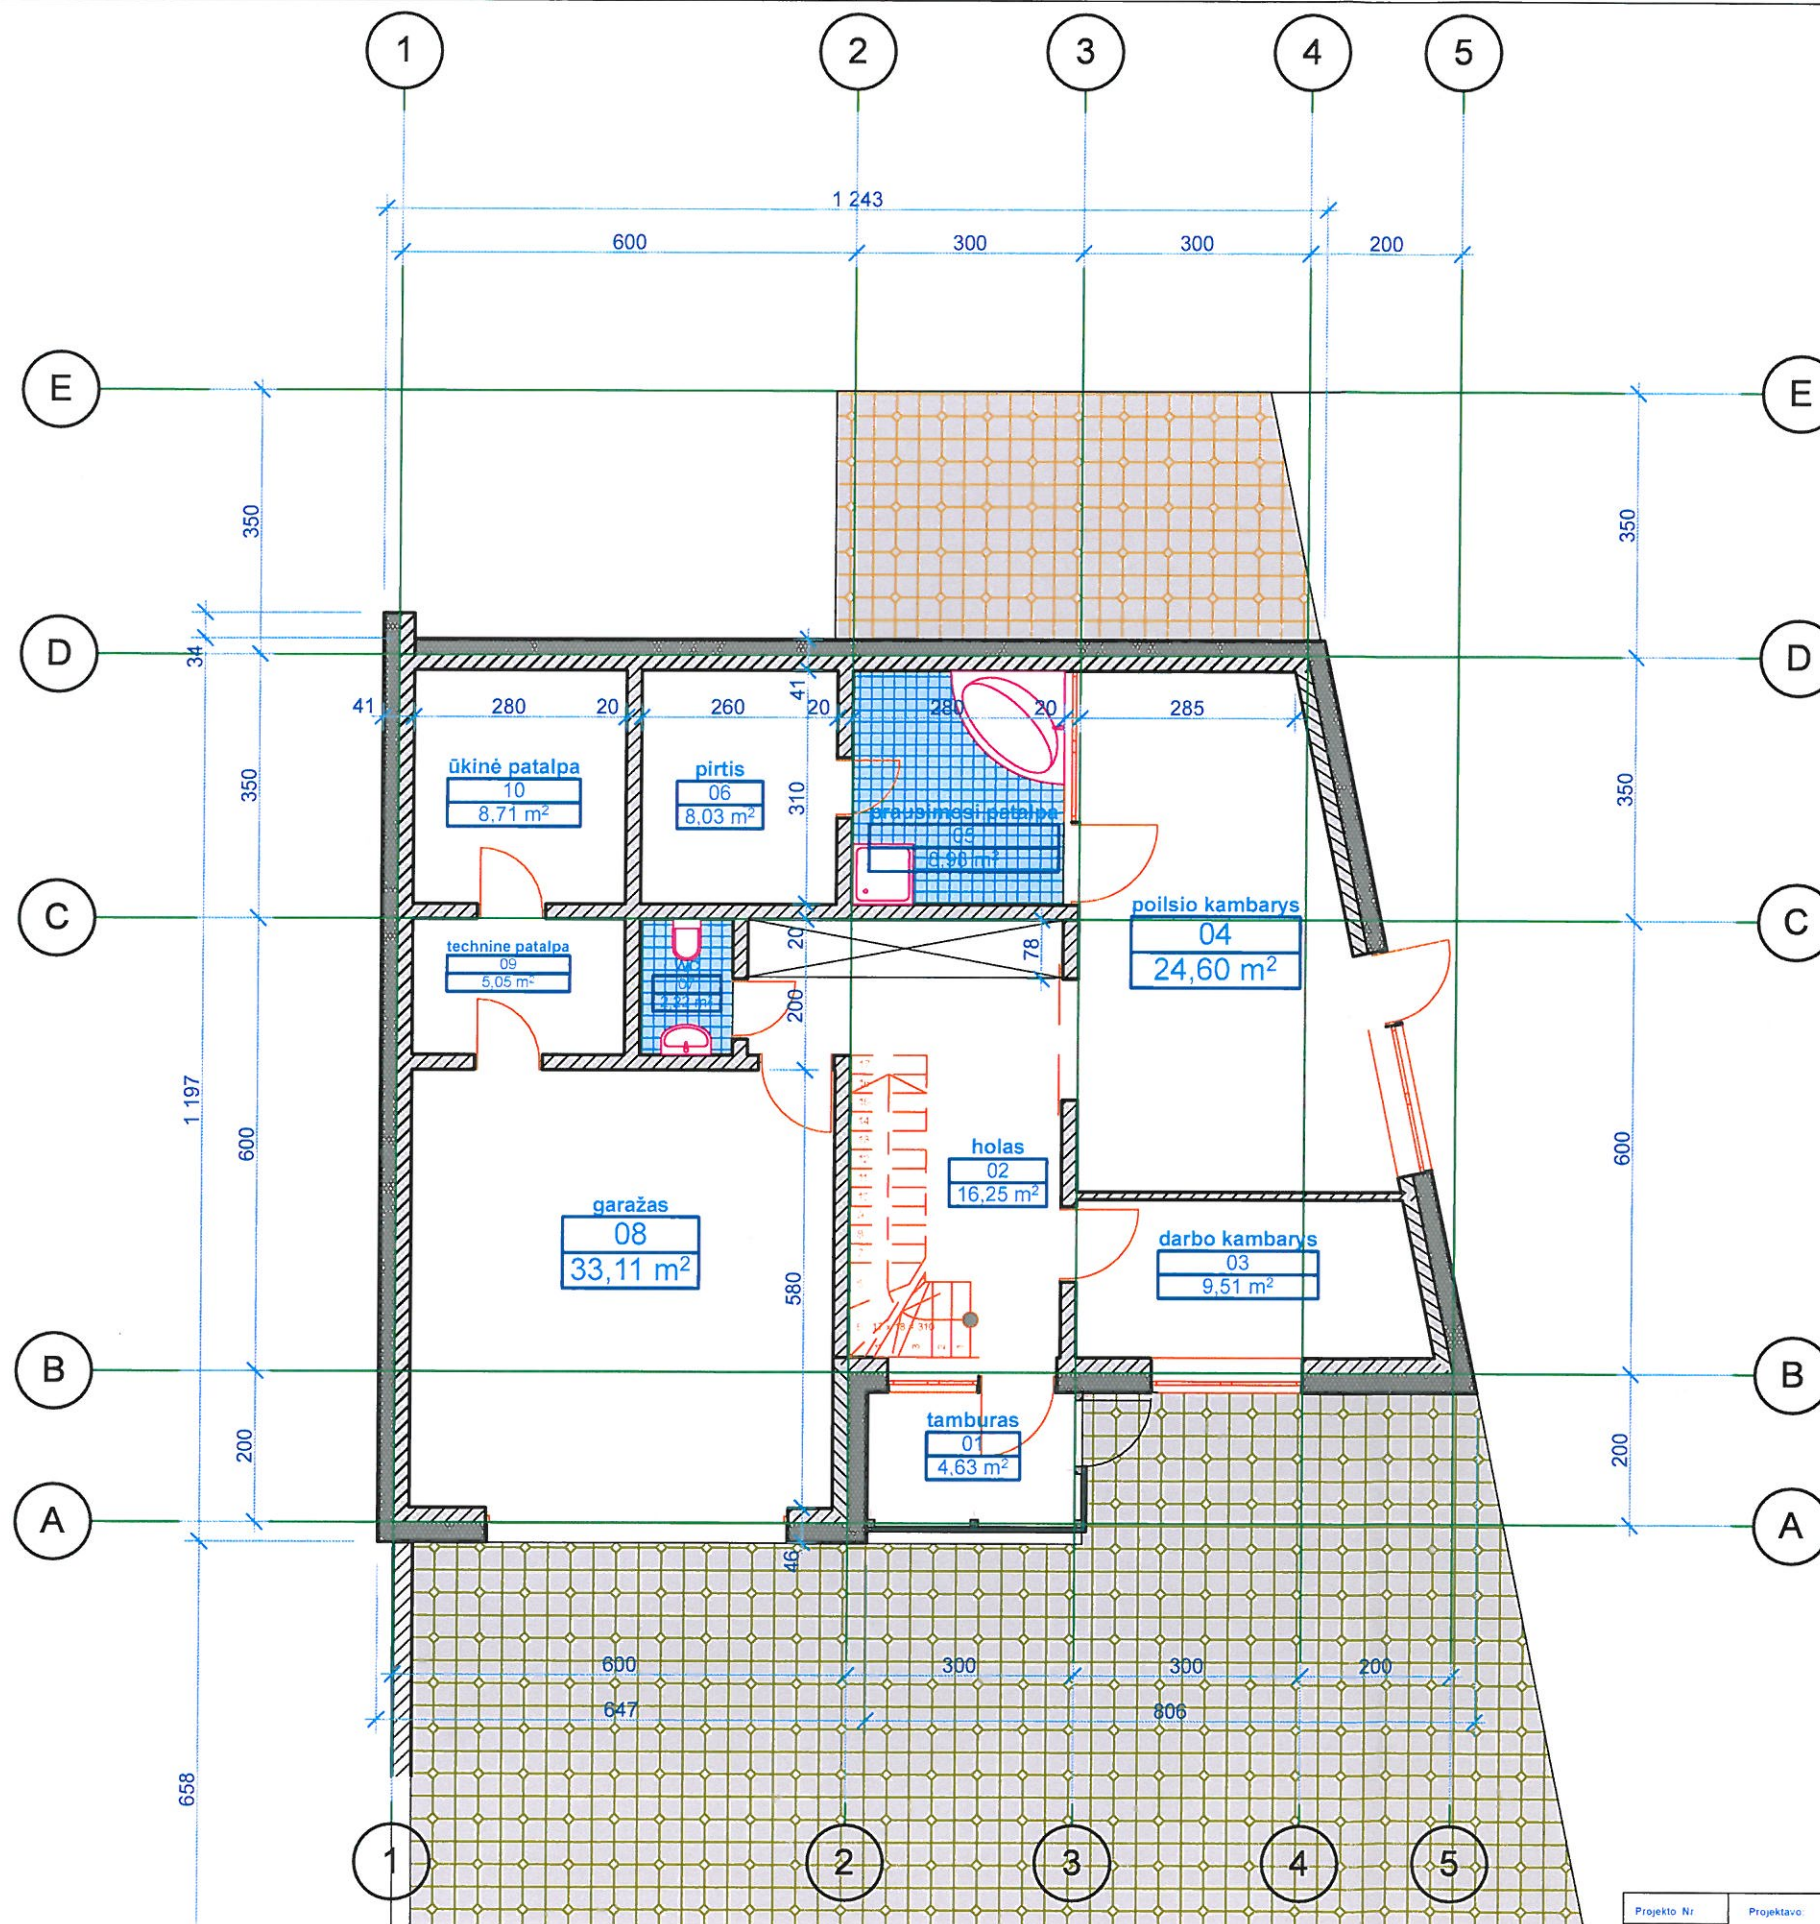 1 2 3 4 5
1 243
600 300 300 200
E E
350 350
D D
34
41 280 20 260 20 41 280 20 285
ūkinė patalpa
10
8,71 m²
pirtis
06
8,03 m²
350 310 350
prausimosi patalpa
05
C C
technine patalpa
09
5,05 m²
WC
07
20 78
200
poilsio kambarys
04
24,60 m²
1 197
600 600
holas
02
16,25 m²
garažas
08
33,11 m²
580
darbo kambarys
03
9,51 m²
B B
tamburas
01
4,63 m²
200 200
A A
46
600 300 300 200
647 806
658
1 2 3 4 5
Projekto Nr Projektavo: